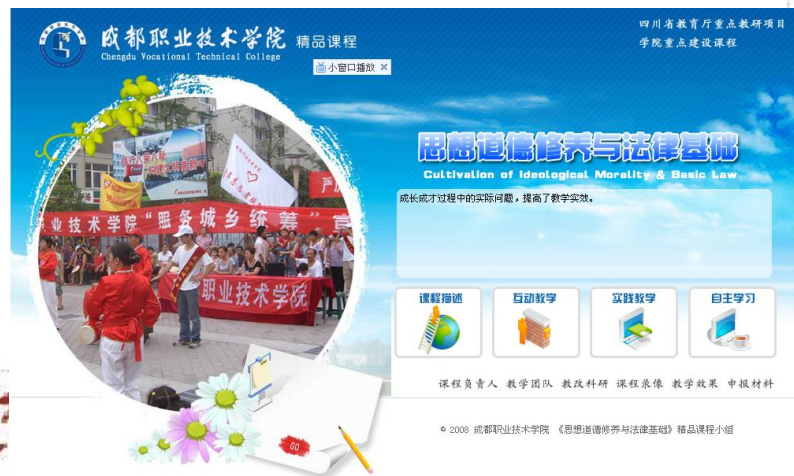 成都职业技术学院 精品课程
Chengdu Vocational Technical College
四川省教育厅重点教研项目
学院重点建设课程
小窗口播放 ×
思想道德修养与法律基础
Cultivation of Ideological Morality & Basic Law
成长成才过程中的实际问题，提高了教学实效。
业技术学院“服务城乡统筹”宣
职业技术学院
课程描述 互动教学 实践教学 自主学习
课程负责人 教学团队 教改科研 课程录像 教学效果 申报材料
GO
© 2008 成都职业技术学院 《思想道德修养与法律基础》精品课程小组